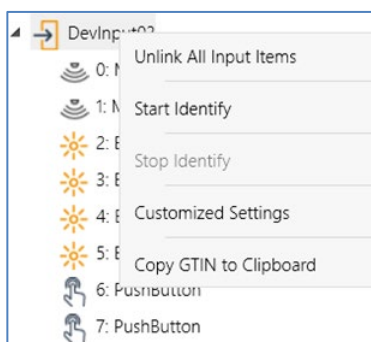 DevInput02
Unlink All Input Items
0:
1:
Start Identify
2:
Stop Identify
3:
4:
Customized Settings
5:
Copy GTIN to Clipboard
6: PushButton
7: PushButton